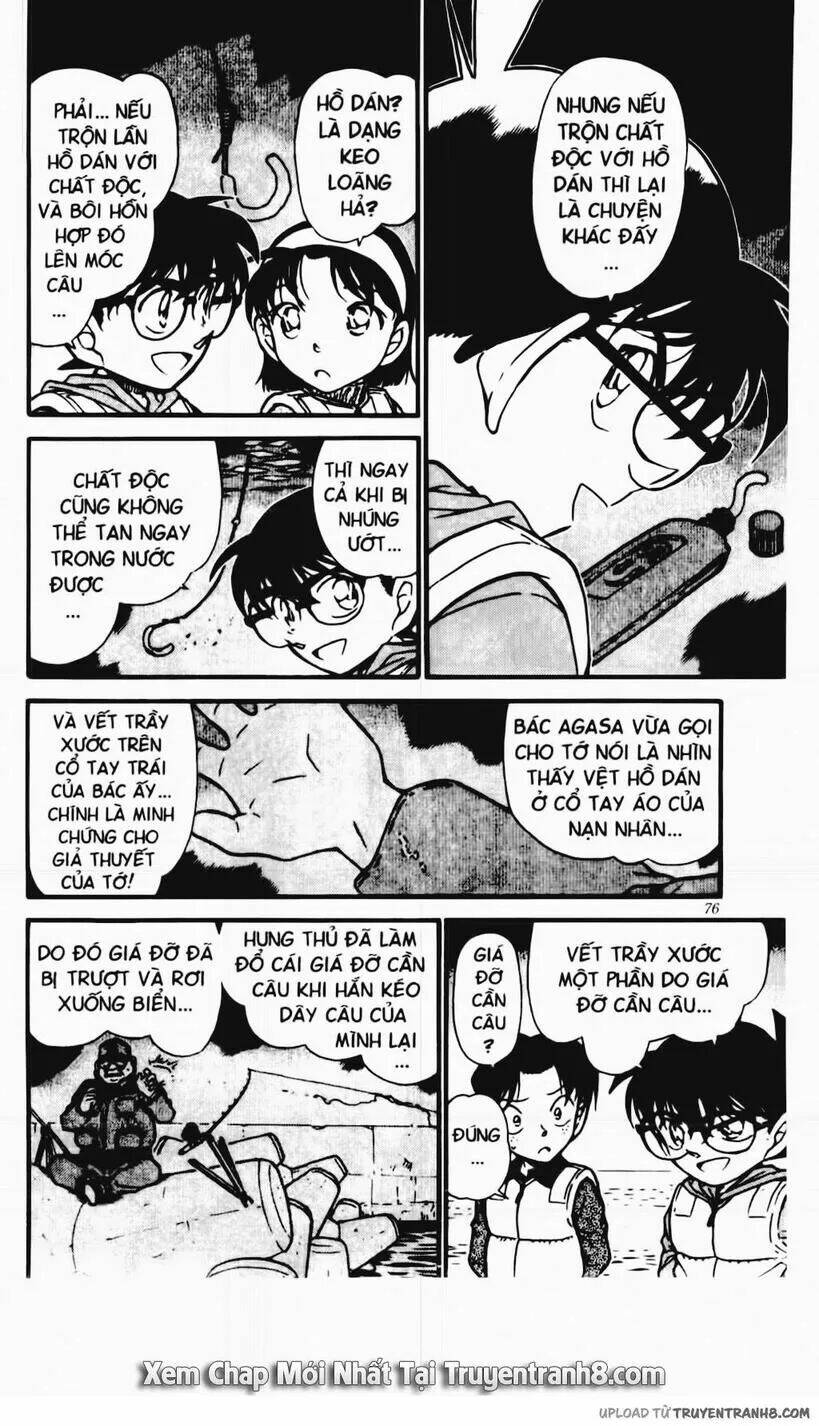 NHƯNG NẾU
TRỘN CHẤT
ĐỘC VỚI HỒ
DÁN THÌ LẠI
LÀ CHUYỆN
KHÁC ĐẤY
...
HỒ DÁN?
LÀ DẠNG
KEO
LOÃNG
HẢ?
PHẢI... NẾU
TRỘN LẪN
HỒ DÁN VỚI
CHẤT ĐỘC,
VÀ BÔI HỖN
HỢP ĐÓ
LÊN MÓC
CÂU
...
THÌ NGAY
CẢ KHI BỊ
NHÚNG
ƯỚT...
CHẤT ĐỘC
CŨNG KHÔNG
THỂ TAN NGAY
TRONG NƯỚC
ĐƯỢC
...
BÁC AGASA VỪA GỌI
CHO TỚ NÓI LÀ NHÌN
THẤY VỆT HỒ DÁN
Ở CỔ TAY ÁO CỦA
NẠN NHÂN...
VÀ VẾT TRẦY
XƯỚC TRÊN
CỔ TAY TRÁI
CỦA BÁC ẤY...
CHÍNH LÀ MINH
CHỨNG CHO
GIẢ THUYẾT
CỦA TỚ!
76
VẾT TRẦY XƯỚC
MỘT PHẦN DO GIÁ
ĐỠ CẦN CÂU...
GIÁ
ĐỠ
CẦN
CÂU
?
ĐÚNG
...
HUNG THỦ ĐÃ LÀM
ĐỔ CÁI GIÁ ĐỠ CẦN
CÂU KHI HẮN KÉO
DÂY CÂU CỦA
MÌNH LẠI
DO ĐÓ GIÁ ĐỠ ĐÃ
BỊ TRƯỢT VÀ RƠI
XUỐNG BIỂN...
Xem Chap Mới Nhất Tại Truyentranh8.com
UPLOAD TỪ TRUYENTRANH8.COM